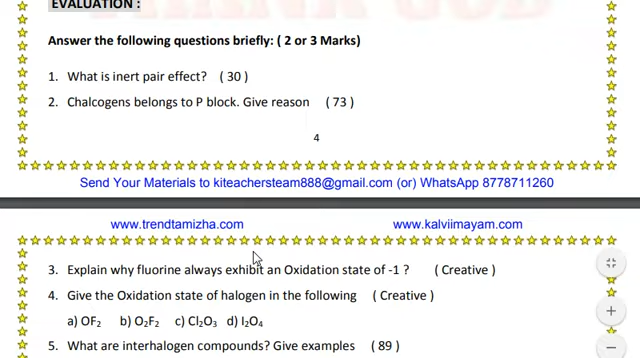 EVALUATION :
Answer the following questions briefly: ( 2 or 3 Marks)
1. What is inert pair effect? ( 30 )
2. Chalcogens belongs to P block. Give reason ( 73 )
4
Send Your Materials to kiteachersteam888@gmail.com (or) WhatsApp 8778711260
www.trendtamizha.com www.kalviimayam.com
3. Explain why fluorine always exhibit an Oxidation state of -1 ? ( Creative )
4. Give the Oxidation state of halogen in the following ( Creative )
a) OF₂ b) O₂F₂ c) Cl₂O₃ d) I₂O₄
5. What are interhalogen compounds? Give examples ( 89 )